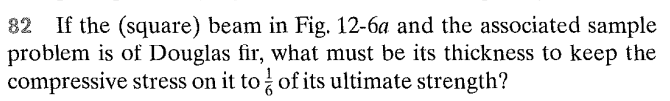 82 If the (square) beam in Fig. 12-6a and the associated sample
problem is of Douglas fir, what must be its thickness to keep the
compressive stress on it to 1/6 of its ultimate strength?